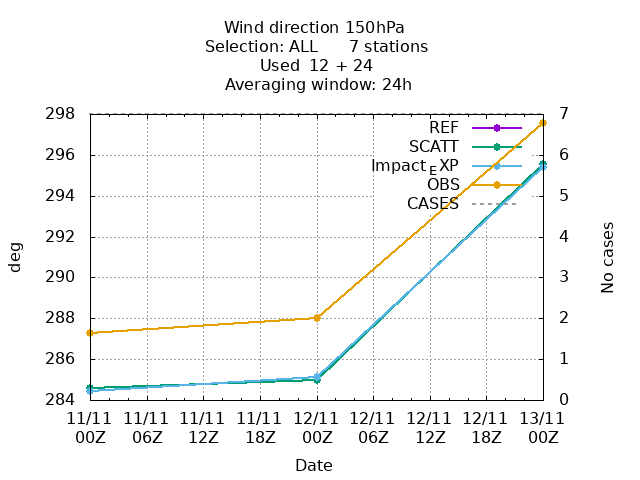 Wind direction 150hPa
Selection: ALL 7 stations
Used 12 + 24
Averaging window: 24h
298 7
REF
SCATT
296 6
Impact_EXP
OBS
294 5
CASES
292 4
deg
No cases
290 3
288 2
286 1
284 0
11/11 11/11 11/11 11/11 12/11 12/11 12/11 12/11 13/11
00Z 06Z 12Z 18Z 00Z 06Z 12Z 18Z 00Z
Date